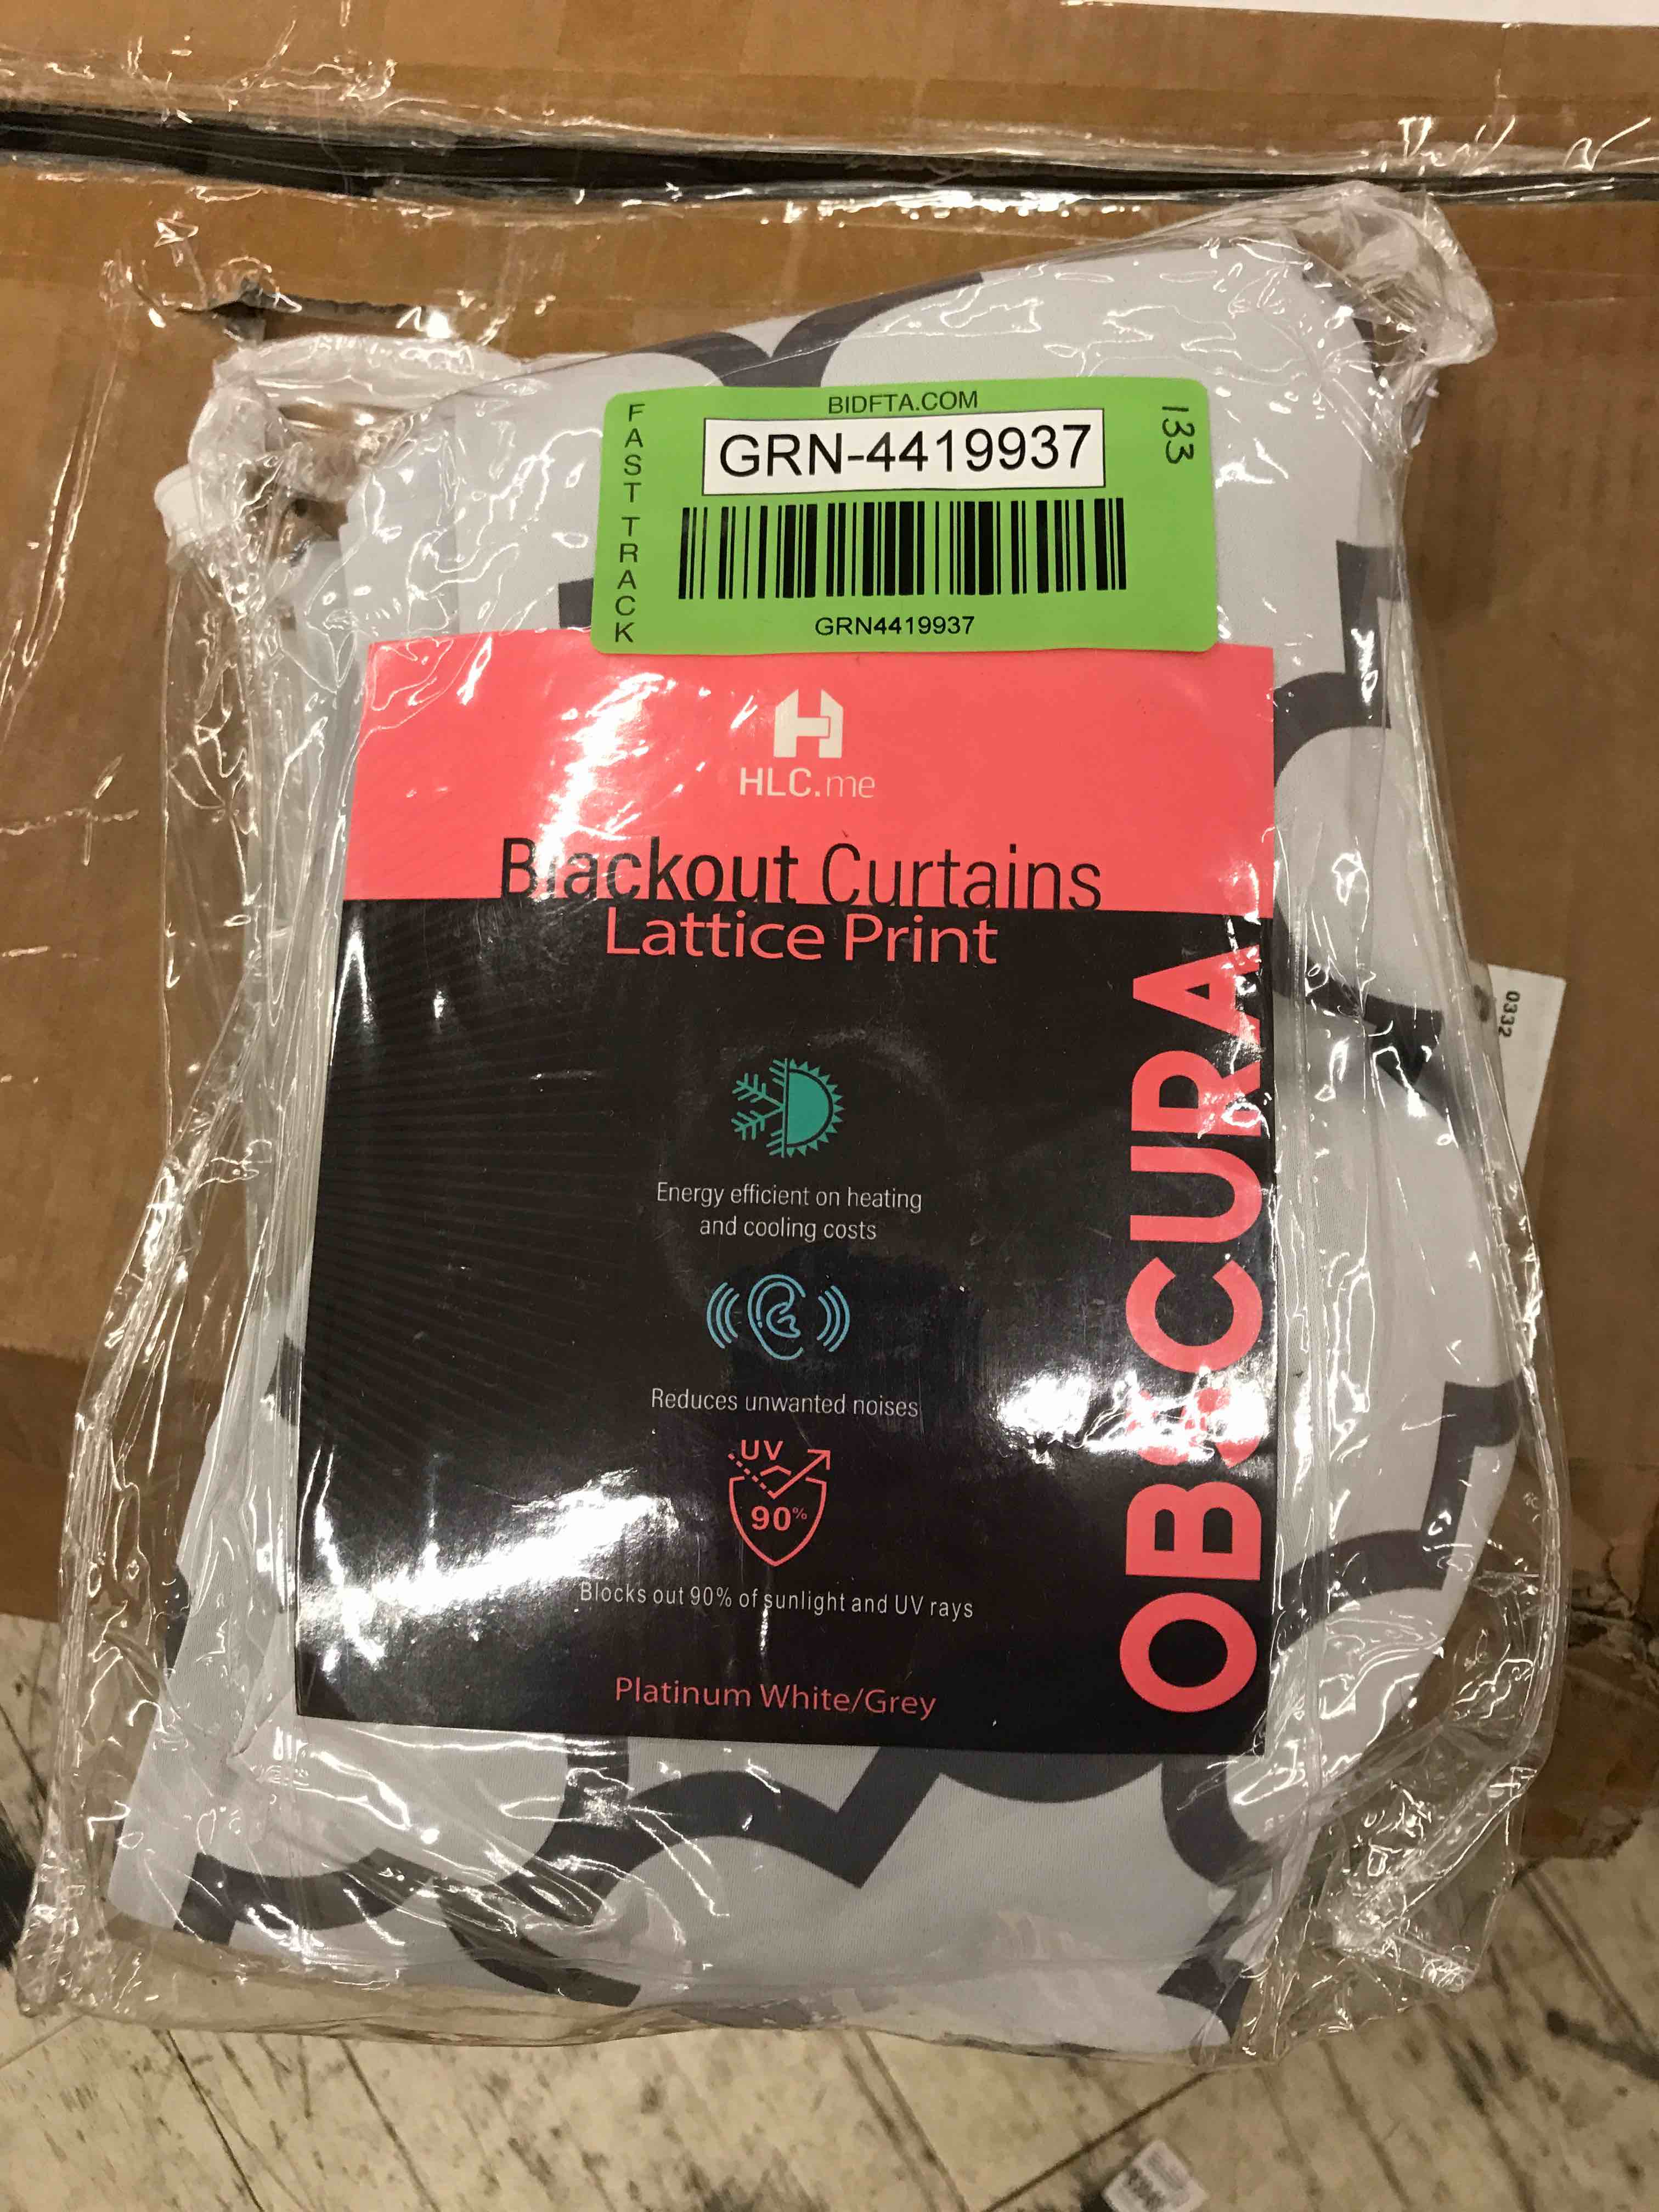 BIDFTA.COM
FAST TRACK
GRN-4419937
133
GRN4419937
HLC.me
Blackout Curtains
Lattice Print
OBSCURA
Energy efficient on heating
and cooling costs
Reduces unwanted noises
UV
90%
Blocks out 90% of sunlight and UV rays
Platinum White/Grey
0332